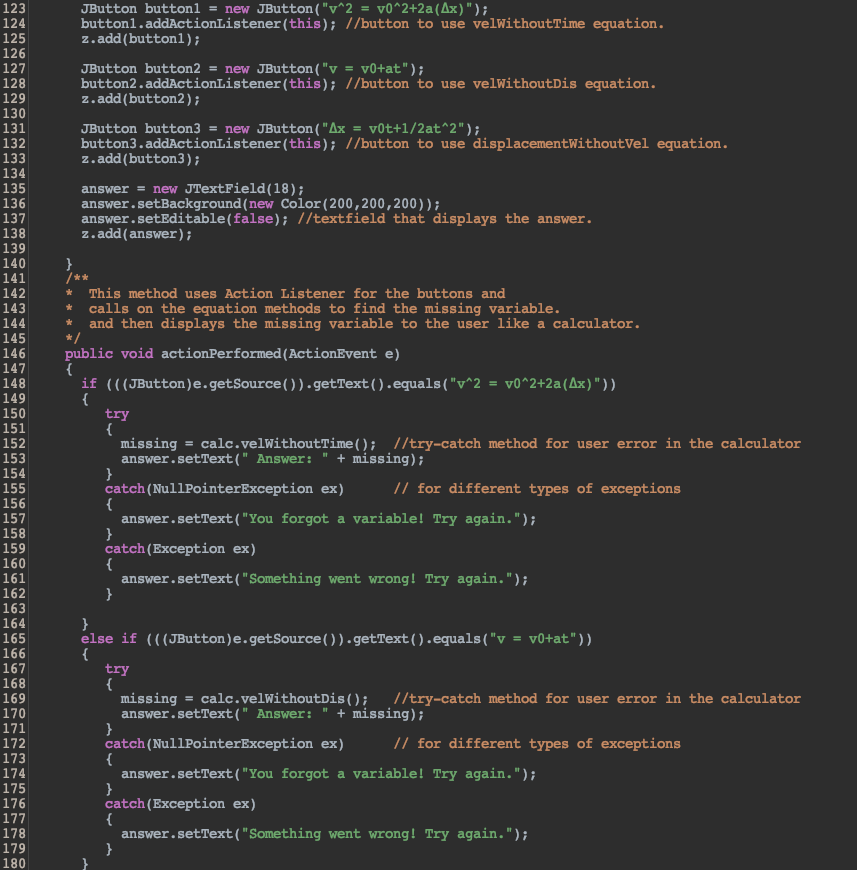 123 JButton button1 = new JButton("v^2 = v0^2+2a(Δx)");
124 button1.addActionListener(this); //button to use velWithoutTime equation.
125 z.add(button1);
126
127 JButton button2 = new JButton("v = v0+at");
128 button2.addActionListener(this); //button to use velWithoutDis equation.
129 z.add(button2);
130
131 JButton button3 = new JButton("Δx = v0t+1/2at^2");
132 button3.addActionListener(this); //button to use displacementWithoutVel equation.
133 z.add(button3);
134
135 answer = new JTextField(18);
136 answer.setBackground(new Color(200,200,200));
137 answer.setEditable(false); //textfield that displays the answer.
138 z.add(answer);
139
140 }
141 /**
142 * This method uses Action Listener for the buttons and
143 * calls on the equation methods to find the missing variable.
144 * and then displays the missing variable to the user like a calculator.
145 */
146 public void actionPerformed(ActionEvent e)
147 {
148 if (((JButton)e.getSource()).getText().equals("v^2 = v0^2+2a(Δx)"))
149 {
150 try
151 {
152 missing = calc.velWithoutTime(); //try-catch method for user error in the calculator
153 answer.setText(" Answer: " + missing);
154 }
155 catch(NullPointerException ex) // for different types of exceptions
156 {
157 answer.setText("You forgot a variable! Try again.");
158 }
159 catch(Exception ex)
160 {
161 answer.setText("Something went wrong! Try again.");
162 }
163
164 }
165 else if (((JButton)e.getSource()).getText().equals("v = v0+at"))
166 {
167 try
168 {
169 missing = calc.velWithoutDis(); //try-catch method for user error in the calculator
170 answer.setText(" Answer: " + missing);
171 }
172 catch(NullPointerException ex) // for different types of exceptions
173 {
174 answer.setText("You forgot a variable! Try again.");
175 }
176 catch(Exception ex)
177 {
178 answer.setText("Something went wrong! Try again.");
179 }
180 }